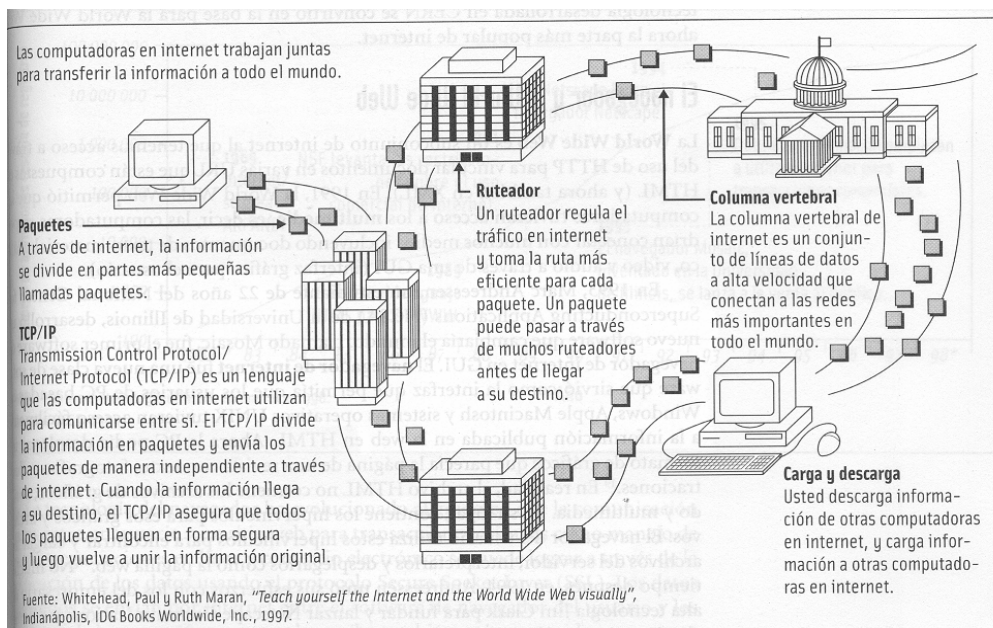 Las computadoras en internet trabajan juntas
para transferir la información a todo el mundo.
Paquetes
A través de internet, la información
se divide en partes más pequeñas
llamadas paquetes.
TCP/IP
Transmission Control Protocol/
Internet Protocol (TCP/IP) es un lenguaje
que las computadoras en internet utilizan
para comunicarse entre sí. El TCP/IP divide
la información en paquetes y envía los
paquetes de manera independiente a través
de internet. Cuando la información llega
a su destino, el TCP/IP asegura que todos
los paquetes lleguen en forma segura
y luego vuelve a unir la información original.
Ruteador
Un ruteador regula el
tráfico en internet
y toma la ruta más
eficiente para cada
paquete. Un paquete
puede pasar a través
de muchos ruteadores
antes de llegar
a su destino.
Columna vertebral
La columna vertebral de
internet es un conjun-
to de líneas de datos
a alta velocidad que
conectan a las redes
más importantes en
todo el mundo.
Carga y descarga
Usted descarga informa-
ción de otras computadoras
en internet, y carga infor-
mación a otras computado-
ras en internet.
Fuente: Whitehead, Paul y Ruth Maran, "Teach yourself the Internet and the World Wide Web visually",
Indianápolis, IDG Books Worldwide, Inc., 1997.